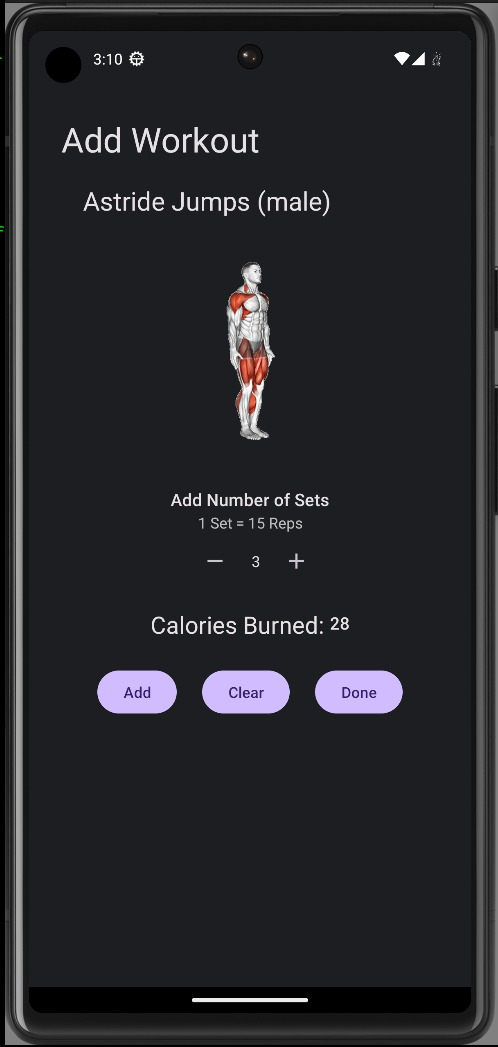 3:10
Add Workout
Astride Jumps (male)
Add Number of Sets
1 Set = 15 Reps
− 3 +
Calories Burned: 28
Add Clear Done